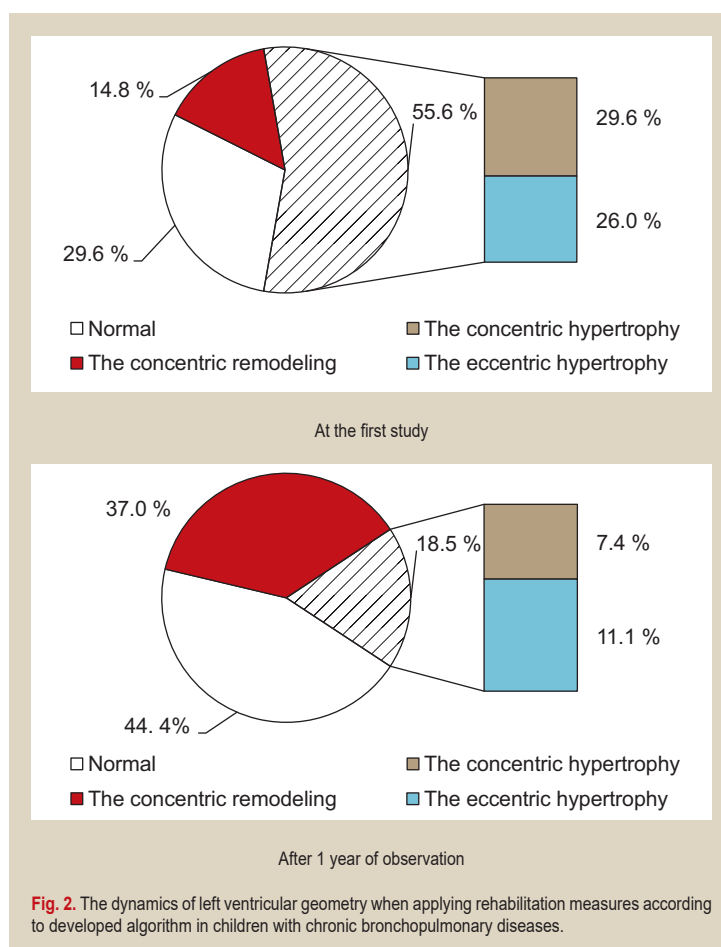 14.8 %
55.6 %
29.6 %
29.6 %
26.0 %
Normal
The concentric hypertrophy
The concentric remodeling
The eccentric hypertrophy
At the first study
37.0 %
18.5 %
7.4 %
11.1 %
44. 4%
Normal
The concentric hypertrophy
The concentric remodeling
The eccentric hypertrophy
After 1 year of observation
Fig. 2. The dynamics of left ventricular geometry when applying rehabilitation measures according
to developed algorithm in children with chronic bronchopulmonary diseases.